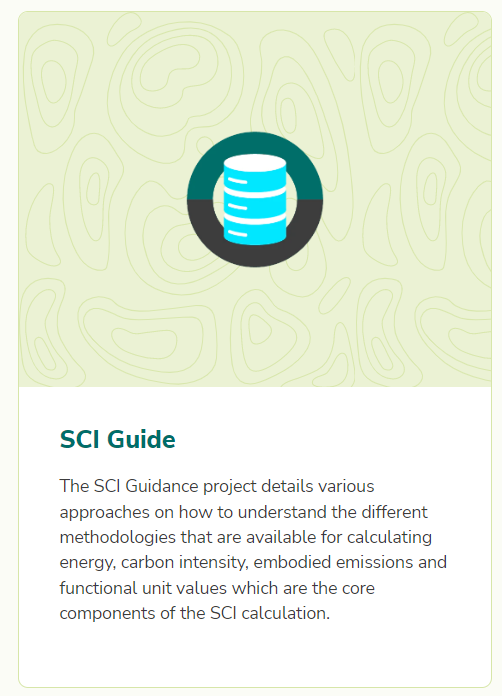 SCI Guide
The SCI Guidance project details various
approaches on how to understand the different
methodologies that are available for calculating
energy, carbon intensity, embodied emissions and
functional unit values which are the core
components of the SCI calculation.